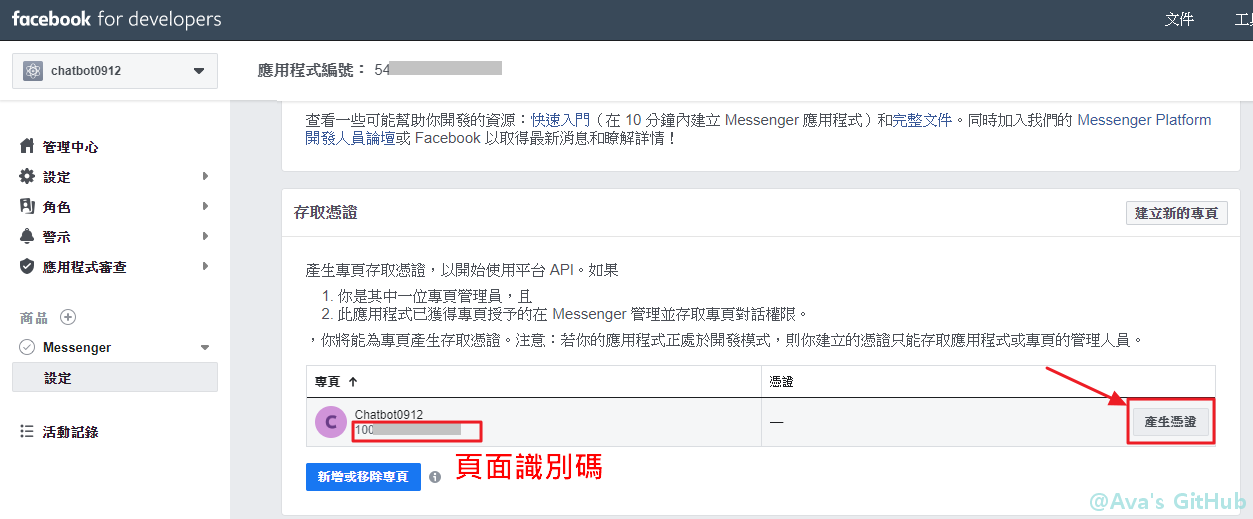 facebook for developers
文件
工具
chatbot0912
應用程式編號： 54
查看一些可能幫助你開發的資源：快速入門（在 10 分鐘內建立 Messenger 應用程式）和完整文件。同時加入我們的 Messenger Platform
開發人員論壇或 Facebook 以取得最新消息和瞭解詳情！
管理中心
設定
角色
警示
應用程式審查
商品
Messenger
設定
活動記錄
存取憑證
建立新的專頁
產生專頁存取憑證，以開始使用平台 API。如果
1. 你是其中一位專頁管理員，且
2. 此應用程式已獲得專頁授予的在 Messenger 管理並存取專頁對話權限。
，你將能為專頁產生存取憑證。注意：若你的應用程式正處於開發模式，則你建立的憑證只能存取應用程式或專頁的管理人員。
專頁 ↑
憑證
C
Chatbot0912
100
—
產生憑證
新增或移除專頁
頁面識別碼
@Ava's GitHub